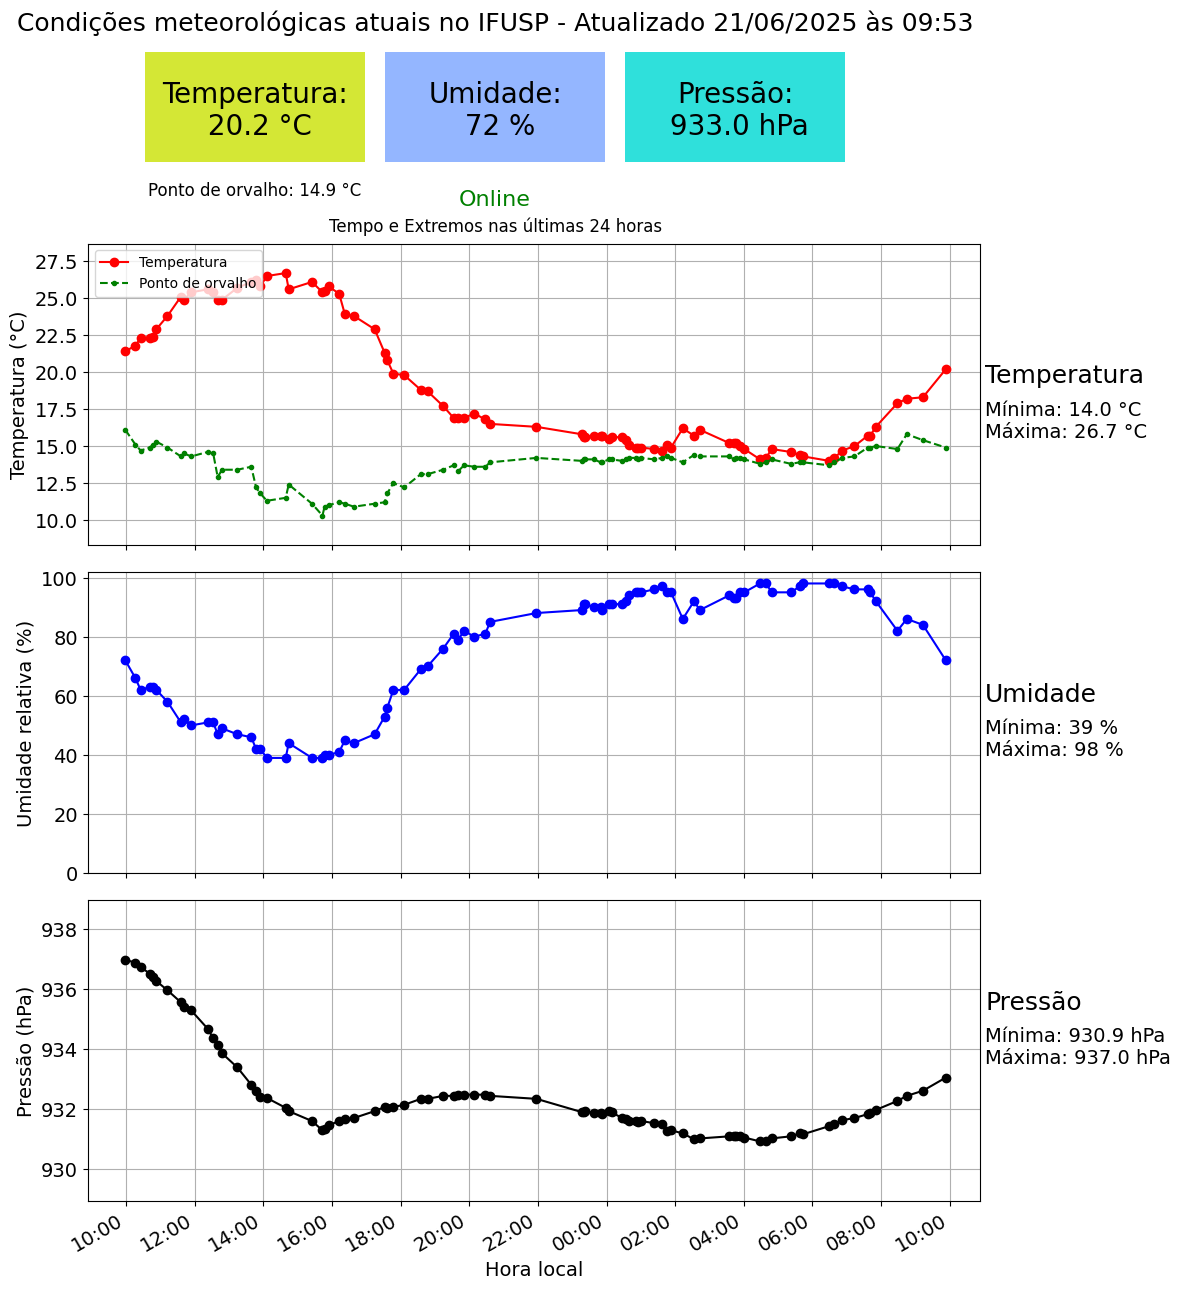 Condições meteorológicas atuais no IFUSP - Atualizado 21/06/2025 às 09:53
Temperatura:
20.2 °C
Umidade:
72 %
Pressão:
933.0 hPa
Ponto de orvalho: 14.9 °C
Online
Tempo e Extremos nas últimas 24 horas
Temperatura
Ponto de orvalho
Temperatura (°C)
27.5
25.0
22.5
20.0
17.5
15.0
12.5
10.0
Temperatura
Mínima: 14.0 °C
Máxima: 26.7 °C
Umidade relativa (%)
100
80
60
40
20
0
Umidade
Mínima: 39 %
Máxima: 98 %
Pressão (hPa)
938
936
934
932
930
Pressão
Mínima: 930.9 hPa
Máxima: 937.0 hPa
10:00 12:00 14:00 16:00 18:00 20:00 22:00 00:00 02:00 04:00 06:00 08:00 10:00
Hora local